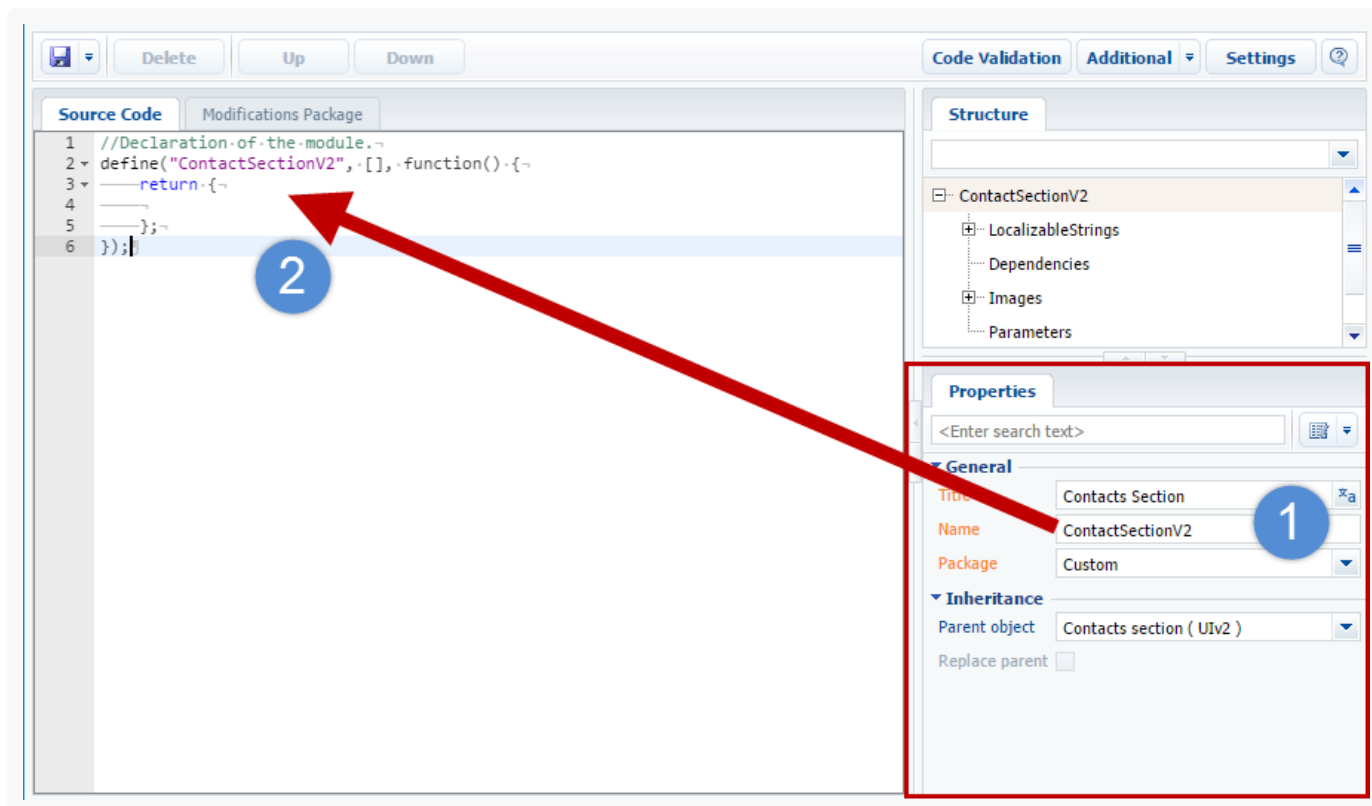 Delete Up Down Code Validation Additional Settings
Source Code Modifications Package
1 //Declaration·of·the·module.¬
2 define("ContactSectionV2",·[],·function()·{¬
3 return·{¬
4 ¬
5 };¬
6 });¶
2
Structure
ContactSectionV2
LocalizableStrings
Dependencies
Images
Parameters
Properties
<Enter search text>
General
Title Contacts Section
Name ContactSectionV2
1
Package Custom
Inheritance
Parent object Contacts section ( UIv2 )
Replace parent